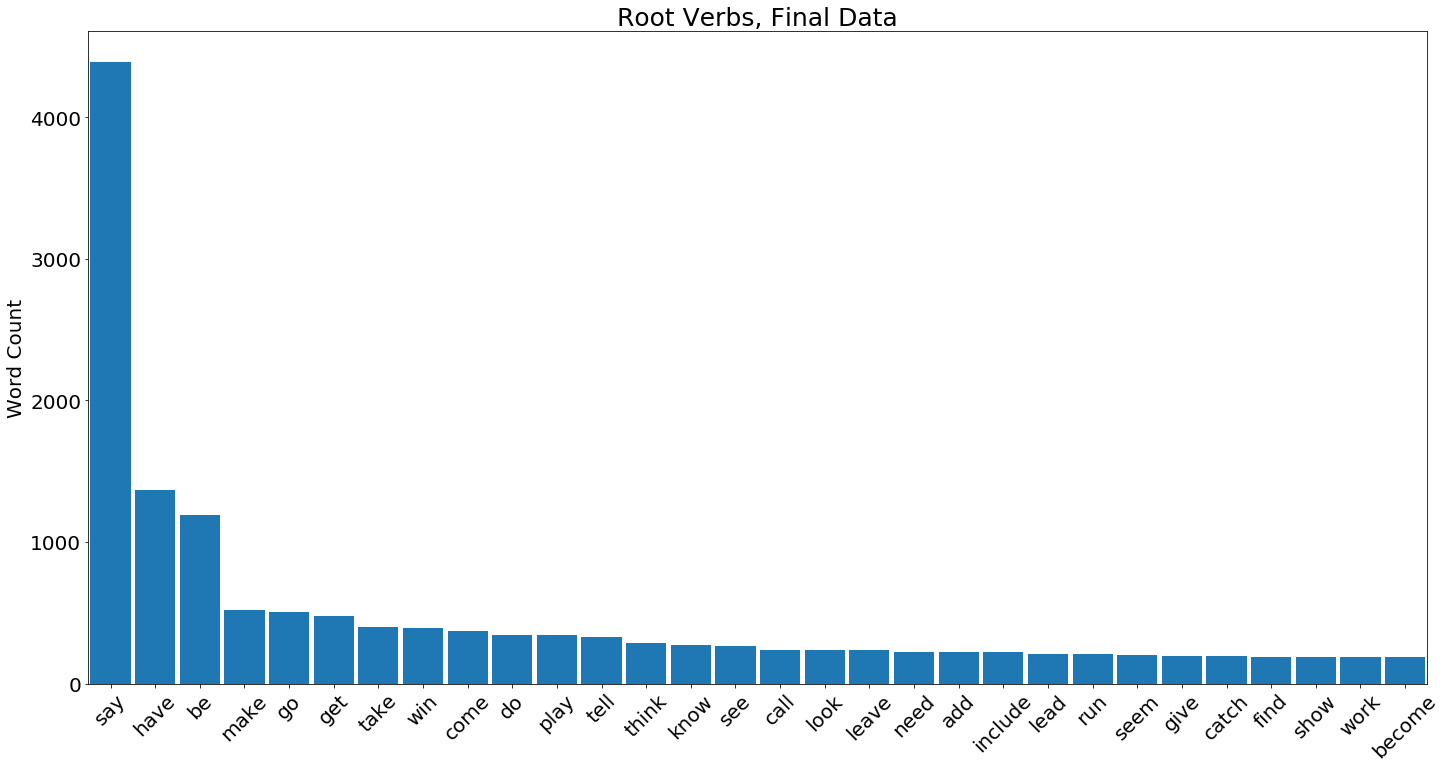 Root Verbs, Final Data
Word Count
4000
3000
2000
1000
0
say
have
be
make
go
get
take
win
come
do
play
tell
think
know
see
call
look
leave
need
add
include
lead
run
seem
give
catch
find
show
work
become